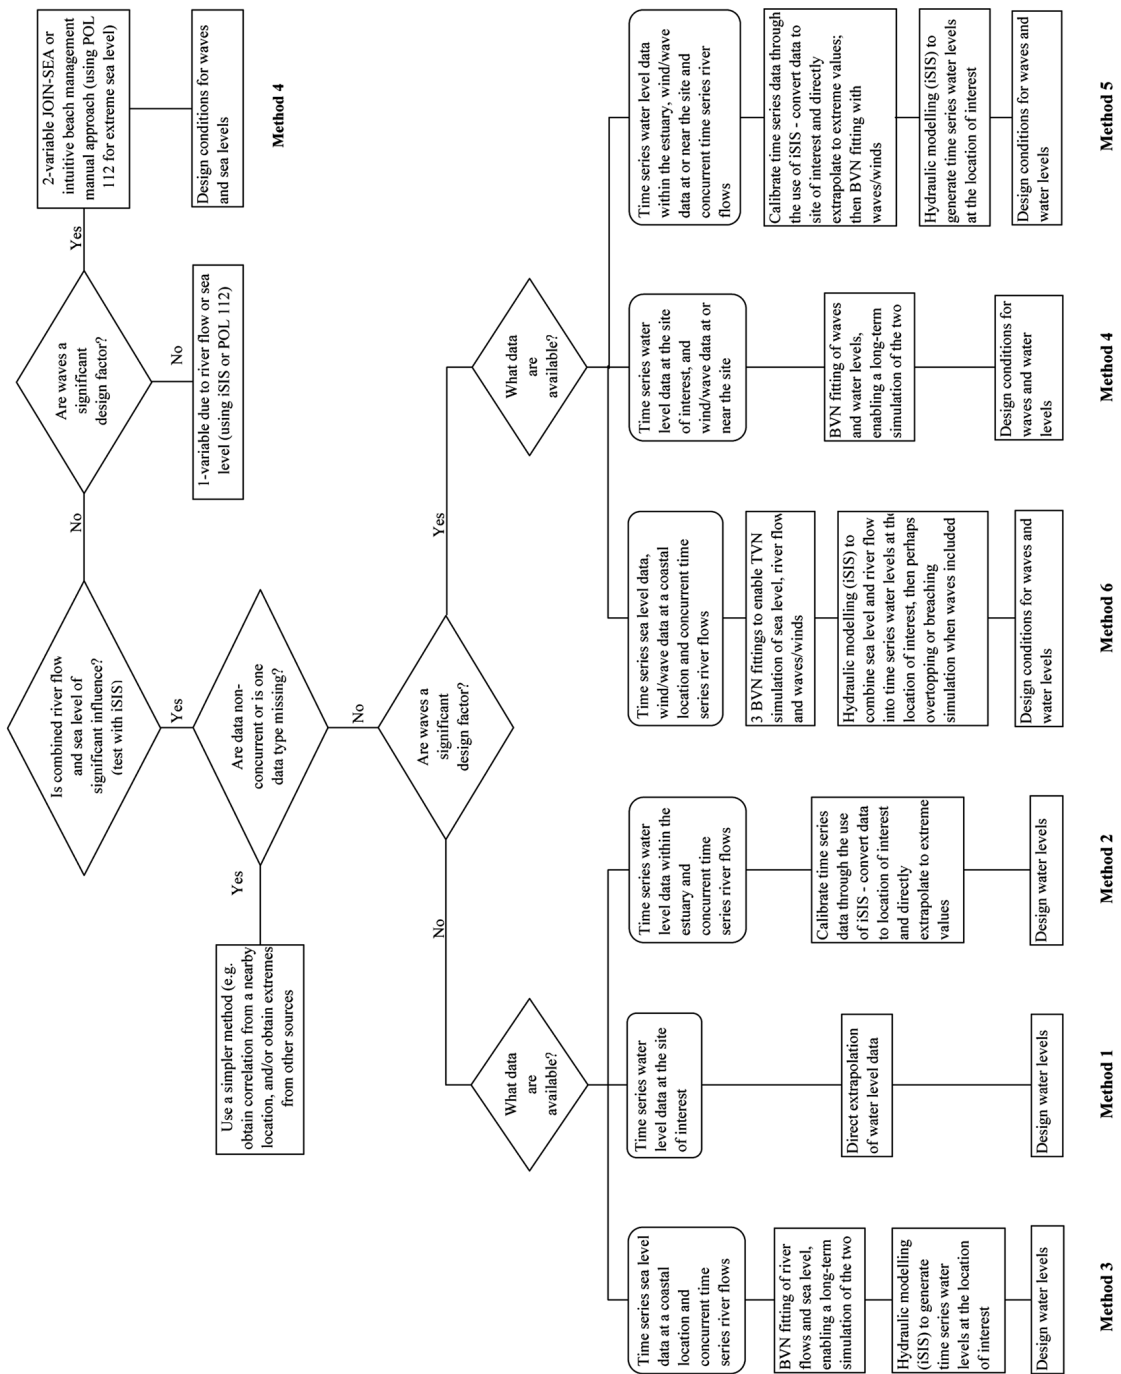 Is combined river flow
and sea level of
significant influence?
(test with iSIS)
No
Are waves a
significant
design factor?
Yes
2-variable JOIN-SEA or
intuitive beach management
manual approach (using POL
112 for extreme sea level)
Design conditions for waves
and sea levels
Method 4
No
1-variable due to river flow or sea
level (using iSIS or POL 112)
Yes
Are data non-
concurrent or is one
data type missing?
Yes
Use a simpler method (e.g.
obtain correlation from a nearby
location, and/or obtain extremes
from other sources
No
Are waves a
significant
design factor?
No
What data
are
available?
Yes
What data
are
available?
Time series sea level
data at a coastal
location and
concurrent time
series river flows
BVN fitting of river
flows and sea level,
enabling a long-term
simulation of the two
Hydraulic modelling
(iSIS) to generate
time series water
levels at the location
of interest
Design water levels
Method 3
Time series water
level data at the site
of interest
Direct extrapolation
of water level data
Design water levels
Method 1
Time series water
level data within the
estuary and
concurrent time
series river flows
Calibrate time series
data through the use
of iSIS - convert data
to location of interest
and directly
extrapolate to extreme
values
Design water levels
Method 2
Time series sea level data,
wind/wave data at a coastal
location and concurrent time
series river flows
3 BVN fittings to enable TVN
simulation of sea level, river flow
and waves/winds
Hydraulic modelling (iSIS) to
combine sea level and river flow
into time series water levels at the
location of interest, then perhaps
overtopping or breaching
simulation when waves included
Design conditions for waves and
water levels
Method 6
Time series water
level data at the site
of interest, and
wind/wave data at or
near the site
BVN fitting of waves
and water levels,
enabling a long-term
simulation of the two
Design conditions for
waves and water
levels
Method 4
Time series water level data
within the estuary, wind/wave
data at or near the site and
concurrent time series river
flows
Calibrate time series data through
the use of iSIS - convert data to
site of interest and directly
extrapolate to extreme values;
then BVN fitting with
waves/winds
Hydraulic modelling (iSIS) to
generate time series water levels
at the location of interest
Design conditions for waves and
water levels
Method 5